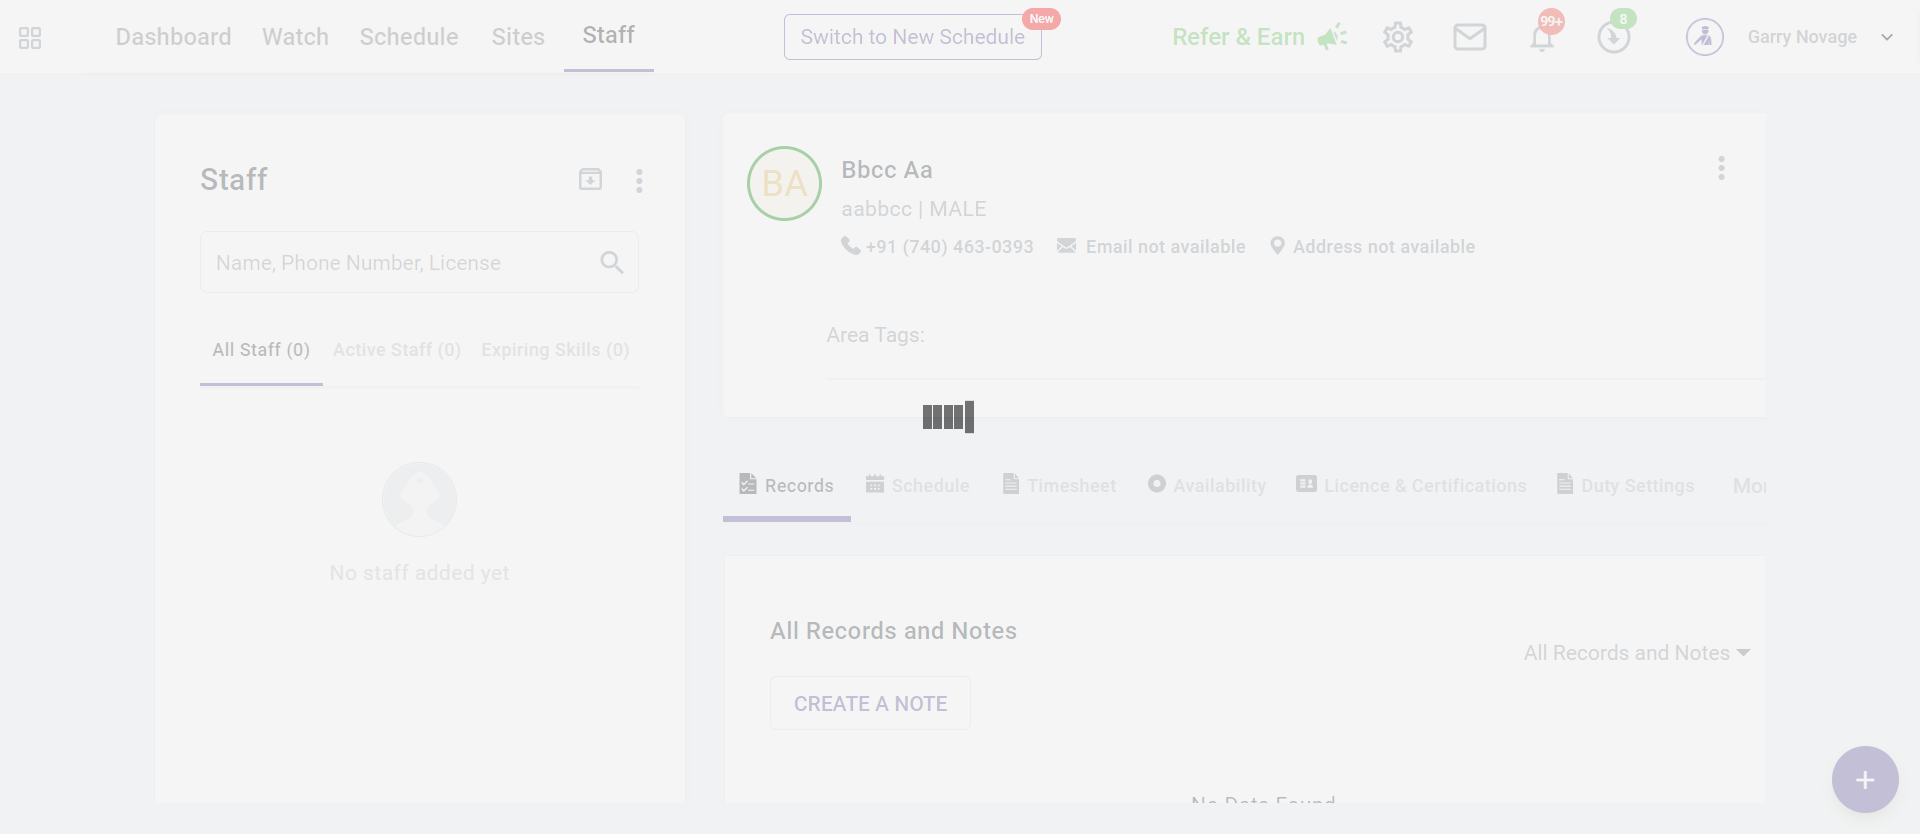 Dashboard Watch Schedule Sites Staff Switch to New Schedule New Refer & Earn 99+ 8 Garry Novage
Staff
Name, Phone Number, License
All Staff (0) Active Staff (0) Expiring Skills (0)
No staff added yet
BA
Bbcc Aa
aabbcc | MALE
+91 (740) 463-0393 Email not available Address not available
Area Tags:
Records Schedule Timesheet Availability Licence & Certifications Duty Settings
All Records and Notes
All Records and Notes
CREATE A NOTE
No Data Found